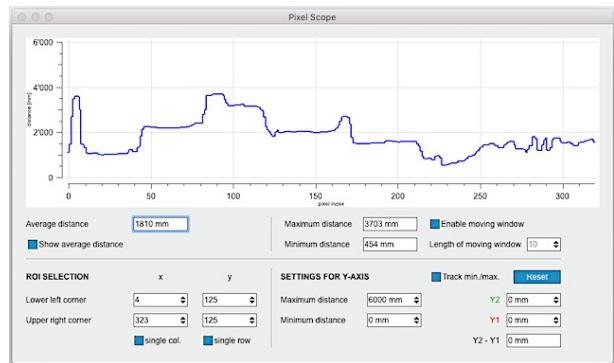 Pixel Scope
6'000
4'000
2'000
0
distance [mm]
0 50 100 150 200 250 300
pixel index
Average distance 1810 mm Maximum distance 3703 mm Enable moving window
Show average distance Minimum distance 454 mm Length of moving window 10
ROI SELECTION x y SETTINGS FOR Y-AXIS Track min./max. Reset
Lower left corner 4 125 Maximum distance 6000 mm Y2 0 mm
Upper right corner 323 125 Minimum distance 0 mm Y1 0 mm
single col. single row Y2 - Y1 0 mm